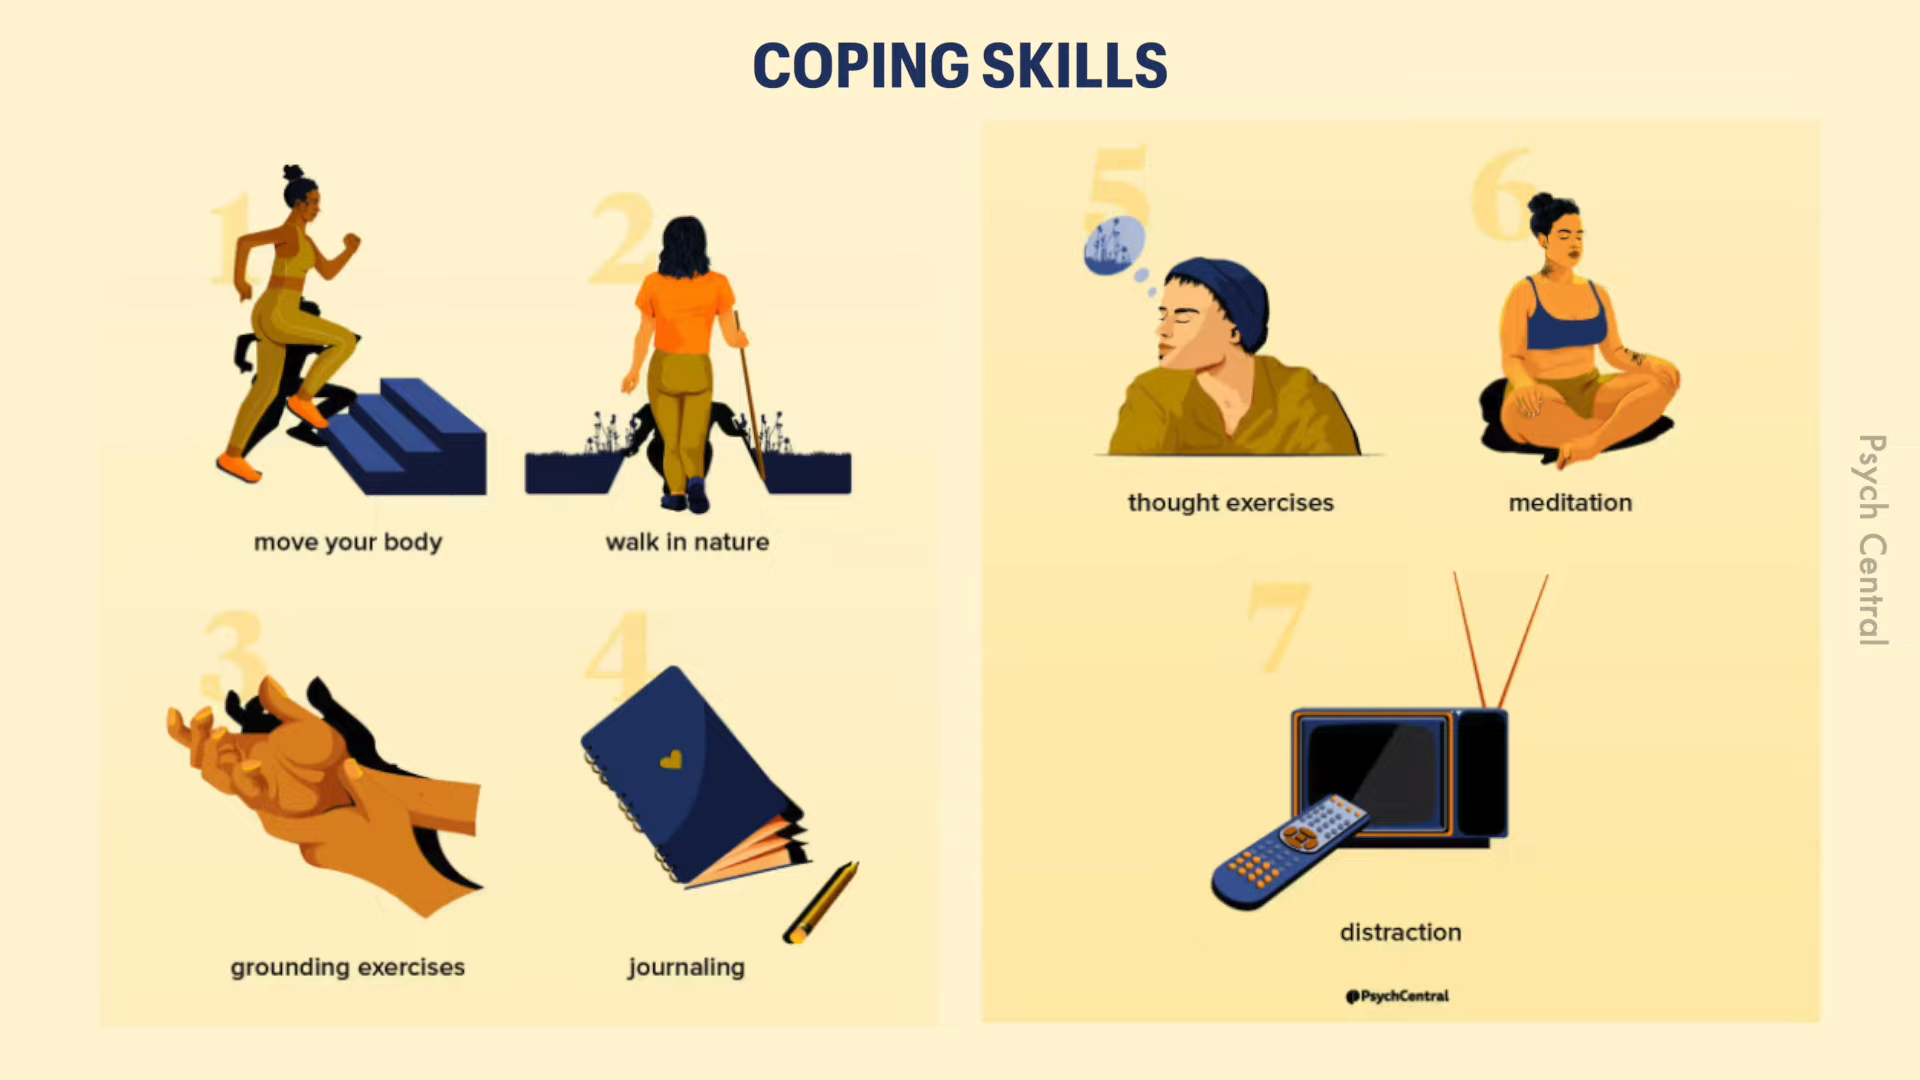 COPING SKILLS
1
2
move your body
walk in nature
3
4
grounding exercises
journaling
5
6
thought exercises
meditation
7
distraction
PsychCentral
Psych Central